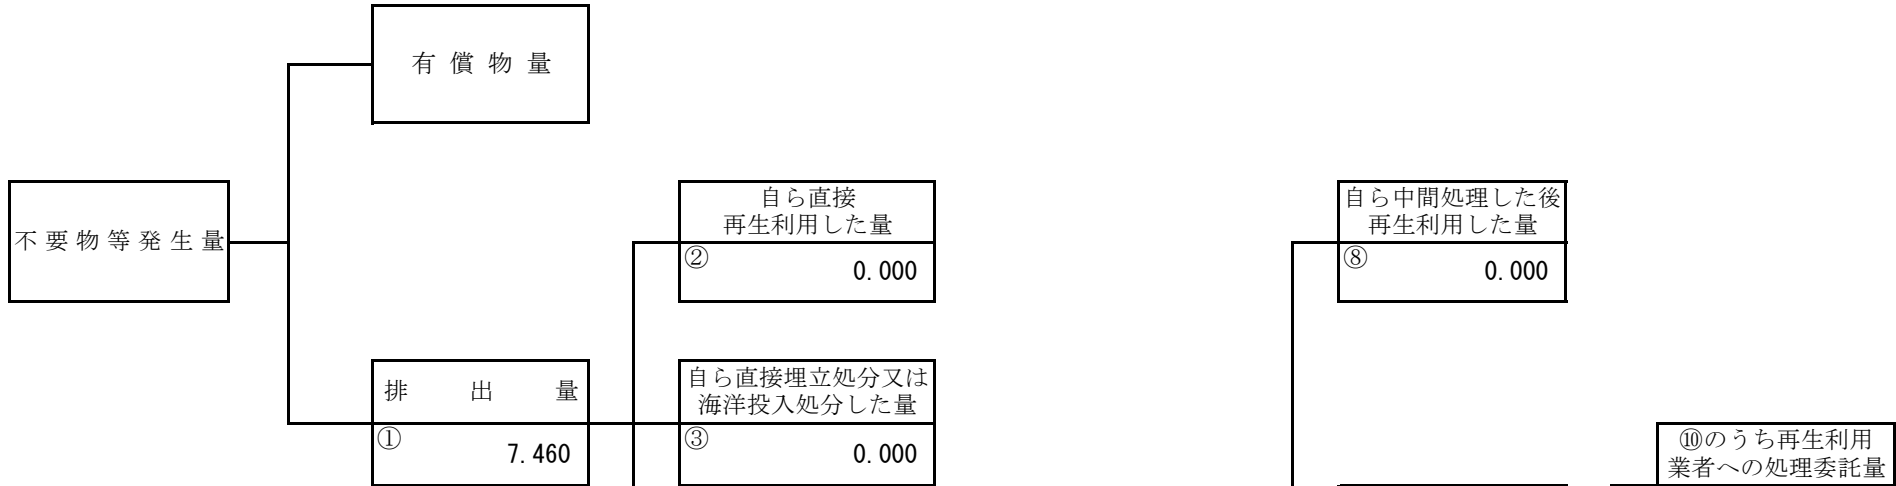 有償物量
不要物等発生量
自ら直接
再生利用した量
② 0.000
自ら中間処理した後
再生利用した量
⑧ 0.000
排出量
① 7.460
自ら直接埋立処分又は
海洋投入処分した量
③ 0.000
⑩のうち再生利用
業者への処理委託量